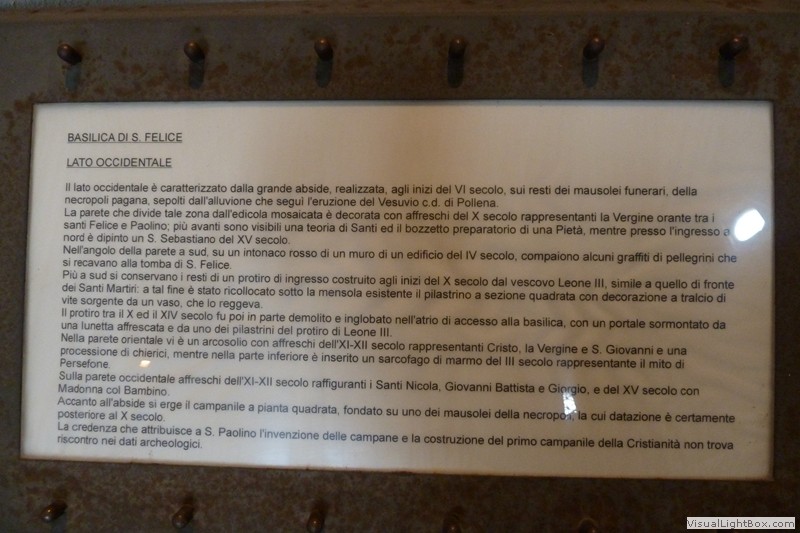 BASILICA DI S. FELICE
LATO OCCIDENTALE
Il lato occidentale è caratterizzato dalla grande abside, realizzata, agli inizi del VI secolo, sui resti dei mausolei funerari, della
necropoli pagana, sepolti dall'alluvione che seguì l'eruzione del Vesuvio c.d. di Pollena.
La parete che divide tale zona dall'edicola mosaicata è decorata con affreschi del X secolo rappresentanti la Vergine orante tra i
santi Felice e Paolino; più avanti sono visibili una teoria di Santi ed il bozzetto preparatorio di una Pietà, mentre presso l'ingresso a
nord è dipinto un S. Sebastiano del XV secolo.
Nell'angolo della parete a sud, su un intonaco rosso di un muro di un edificio del IV secolo, compaiono alcuni graffiti di pellegrini che
si recavano alla tomba di S. Felice.
Più a sud si conservano i resti di un protiro di ingresso costruito agli inizi del X secolo dal vescovo Leone III, simile a quello di fronte
dei Santi Martiri: a tal fine è stato ricollocato sotto la mensola esistente il pilastrino a sezione quadrata con decorazione a tralcio di
vite sorgente da un vaso, che lo reggeva.
Il protiro tra il X ed il XIV secolo fu poi in parte demolito e inglobato nell'atrio di accesso alla basilica, con un portale sormontato da
una lunetta affrescata e da uno dei pilastrini del protiro di Leone III.
Nella parete orientale vi è un arcosolio con affreschi dell'XI-XII secolo rappresentanti Cristo, la Vergine e S. Giovanni e una
processione di chierici, mentre nella parte inferiore è inserito un sarcofago di marmo del III secolo rappresentante il mito di
Persefone.
Sulla parete occidentale affreschi dell'XI-XII secolo raffiguranti i Santi Nicola, Giovanni Battista e Giorgio, e del XV secolo con
Madonna col Bambino.
Accanto all'abside si erge il campanile a pianta quadrata, fondato su uno dei mausolei della necropoli, la cui datazione è certamente
posteriore al X secolo.
La credenza che attribuisce a S. Paolino l'invenzione delle campane e la costruzione del primo campanile della Cristianità non trova
riscontro nei dati archeologici.
VisualLightBox.com